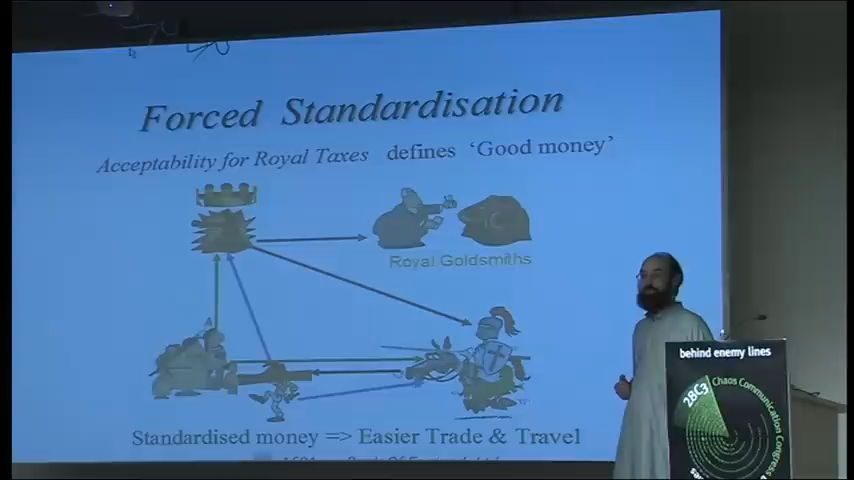 Forced Standardisation
Acceptability for Royal Taxes defines 'Good money'
Royal Goldsmiths
Standardised money => Easier Trade & Travel
behind enemy lines
22C3
Chaos Communication Congress